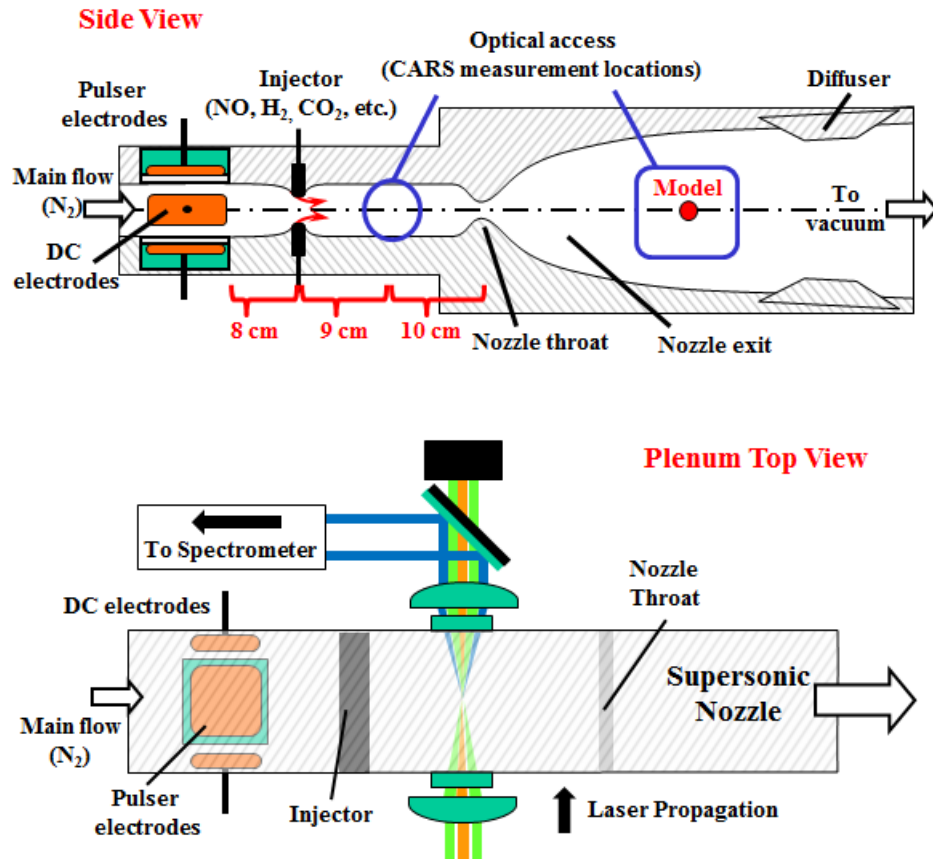 Side View
Optical access
(CARS measurement locations)
Injector
(NO, H₂, CO₂, etc.)
Diffuser
Pulser
electrodes
Main flow
(N₂)
Model
To
vacuum
DC
electrodes
8 cm
9 cm
10 cm
Nozzle throat
Nozzle exit
Plenum Top View
To Spectrometer
DC electrodes
Nozzle
Throat
Supersonic
Nozzle
Main flow
(N₂)
Pulser
electrodes
Injector
Laser Propagation